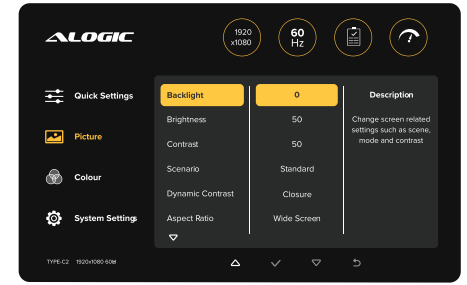 ALOGIC
1920
x1080
60
Hz
Quick Settings
Picture
Colour
System Settings
Backlight 0
Brightness 50
Contrast 50
Scenario Standard
Dynamic Contrast Closure
Aspect Ratio Wide Screen
Description
Change screen related
settings such as scene,
mode and contrast
TYPE-C2 1920x1080 60Hz